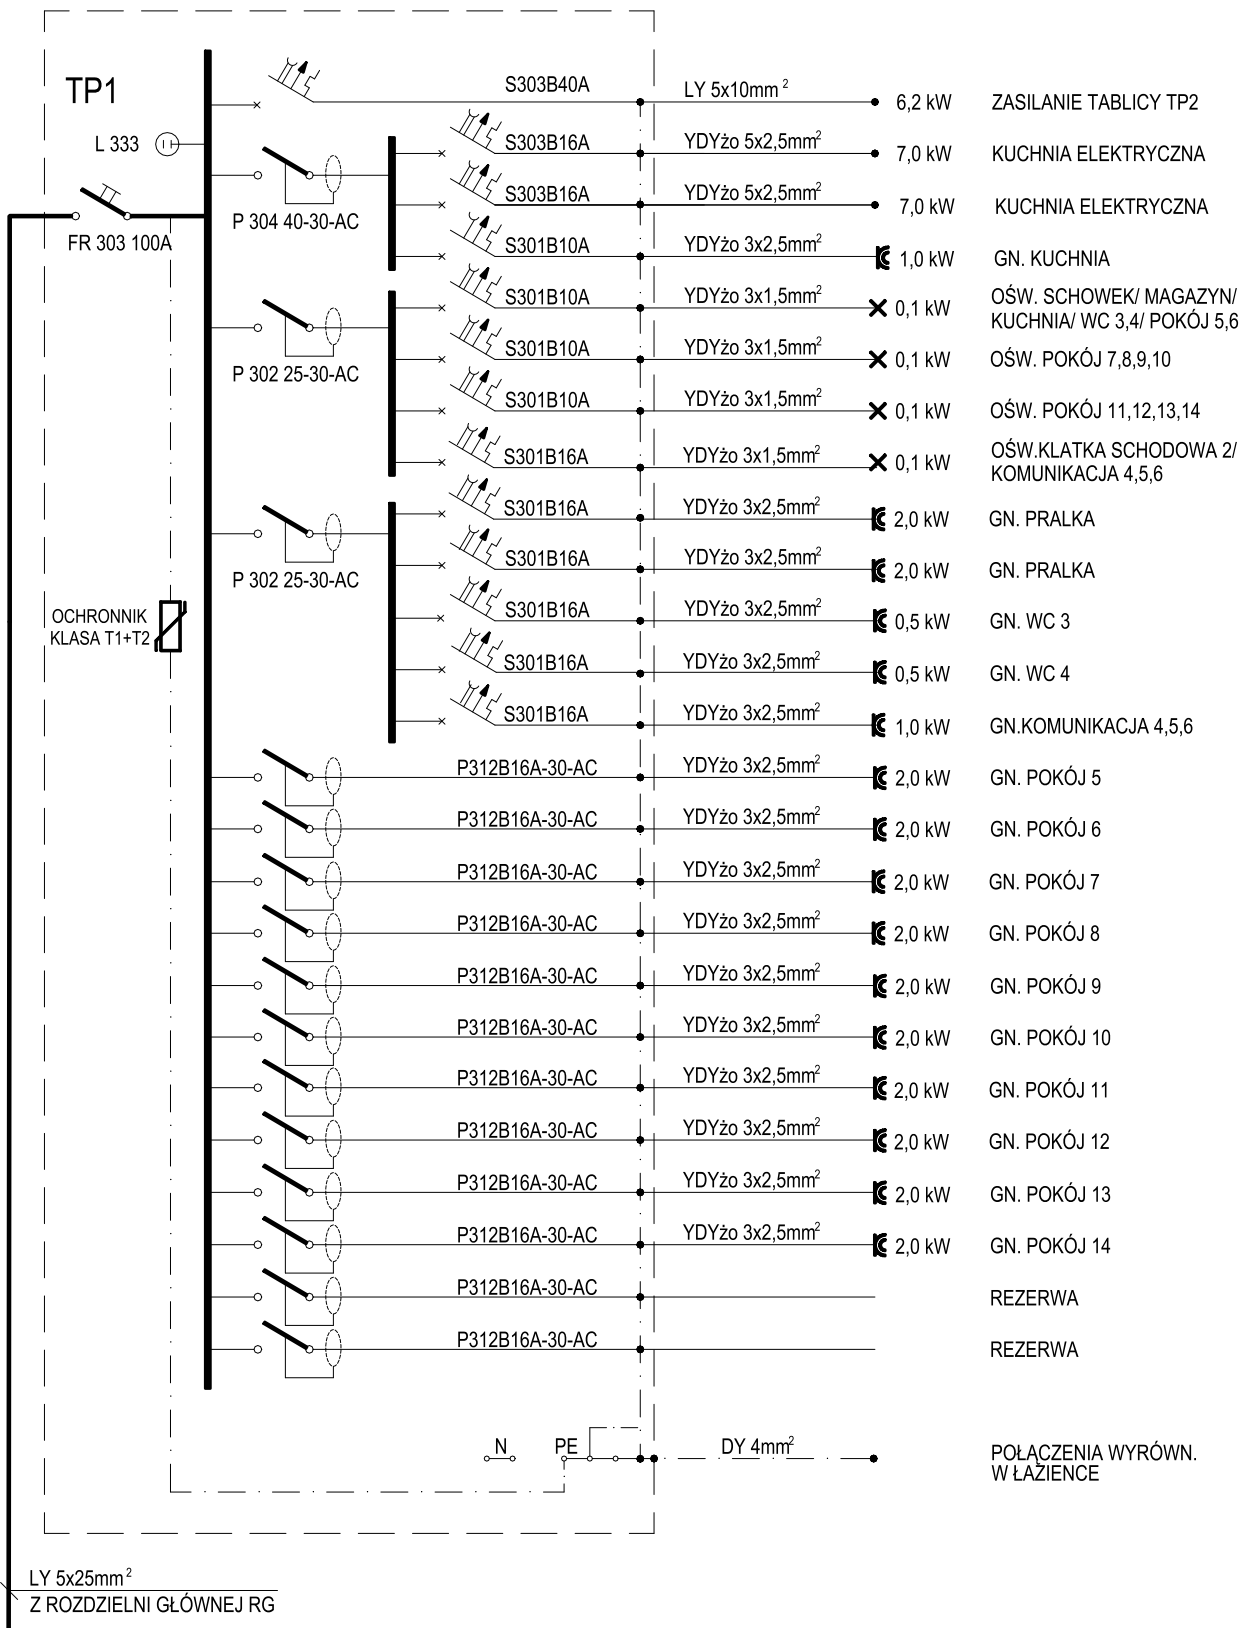 TP1
L 333
FR 303 100A
S303B40A LY 5x10mm² 6,2 kW ZASILANIE TABLICY TP2
P 304 40-30-AC
S303B16A YDYżo 5x2,5mm² 7,0 kW KUCHNIA ELEKTRYCZNA
S303B16A YDYżo 5x2,5mm² 7,0 kW KUCHNIA ELEKTRYCZNA
S301B10A YDYżo 3x2,5mm² 1,0 kW GN. KUCHNIA
P 302 25-30-AC
S301B10A YDYżo 3x1,5mm² 0,1 kW OŚW. SCHOWEK/ MAGAZYN/
KUCHNIA/ WC 3,4/ POKÓJ 5,6
S301B10A YDYżo 3x1,5mm² 0,1 kW OŚW. POKÓJ 7,8,9,10
S301B10A YDYżo 3x1,5mm² 0,1 kW OŚW. POKÓJ 11,12,13,14
S301B16A YDYżo 3x1,5mm² 0,1 kW OŚW.KLATKA SCHODOWA 2/
KOMUNIKACJA 4,5,6
P 302 25-30-AC
S301B16A YDYżo 3x2,5mm² 2,0 kW GN. PRALKA
S301B16A YDYżo 3x2,5mm² 2,0 kW GN. PRALKA
S301B16A YDYżo 3x2,5mm² 0,5 kW GN. WC 3
S301B16A YDYżo 3x2,5mm² 0,5 kW GN. WC 4
S301B16A YDYżo 3x2,5mm² 1,0 kW GN.KOMUNIKACJA 4,5,6
OCHRONNIK
KLASA T1+T2
P312B16A-30-AC YDYżo 3x2,5mm² 2,0 kW GN. POKÓJ 5
P312B16A-30-AC YDYżo 3x2,5mm² 2,0 kW GN. POKÓJ 6
P312B16A-30-AC YDYżo 3x2,5mm² 2,0 kW GN. POKÓJ 7
P312B16A-30-AC YDYżo 3x2,5mm² 2,0 kW GN. POKÓJ 8
P312B16A-30-AC YDYżo 3x2,5mm² 2,0 kW GN. POKÓJ 9
P312B16A-30-AC YDYżo 3x2,5mm² 2,0 kW GN. POKÓJ 10
P312B16A-30-AC YDYżo 3x2,5mm² 2,0 kW GN. POKÓJ 11
P312B16A-30-AC YDYżo 3x2,5mm² 2,0 kW GN. POKÓJ 12
P312B16A-30-AC YDYżo 3x2,5mm² 2,0 kW GN. POKÓJ 13
P312B16A-30-AC YDYżo 3x2,5mm² 2,0 kW GN. POKÓJ 14
P312B16A-30-AC REZERWA
P312B16A-30-AC REZERWA
N PE DY 4mm² POŁĄCZENIA WYRÓWN.
W ŁAZIENCE
LY 5x25mm²
Z ROZDZIELNI GŁÓWNEJ RG